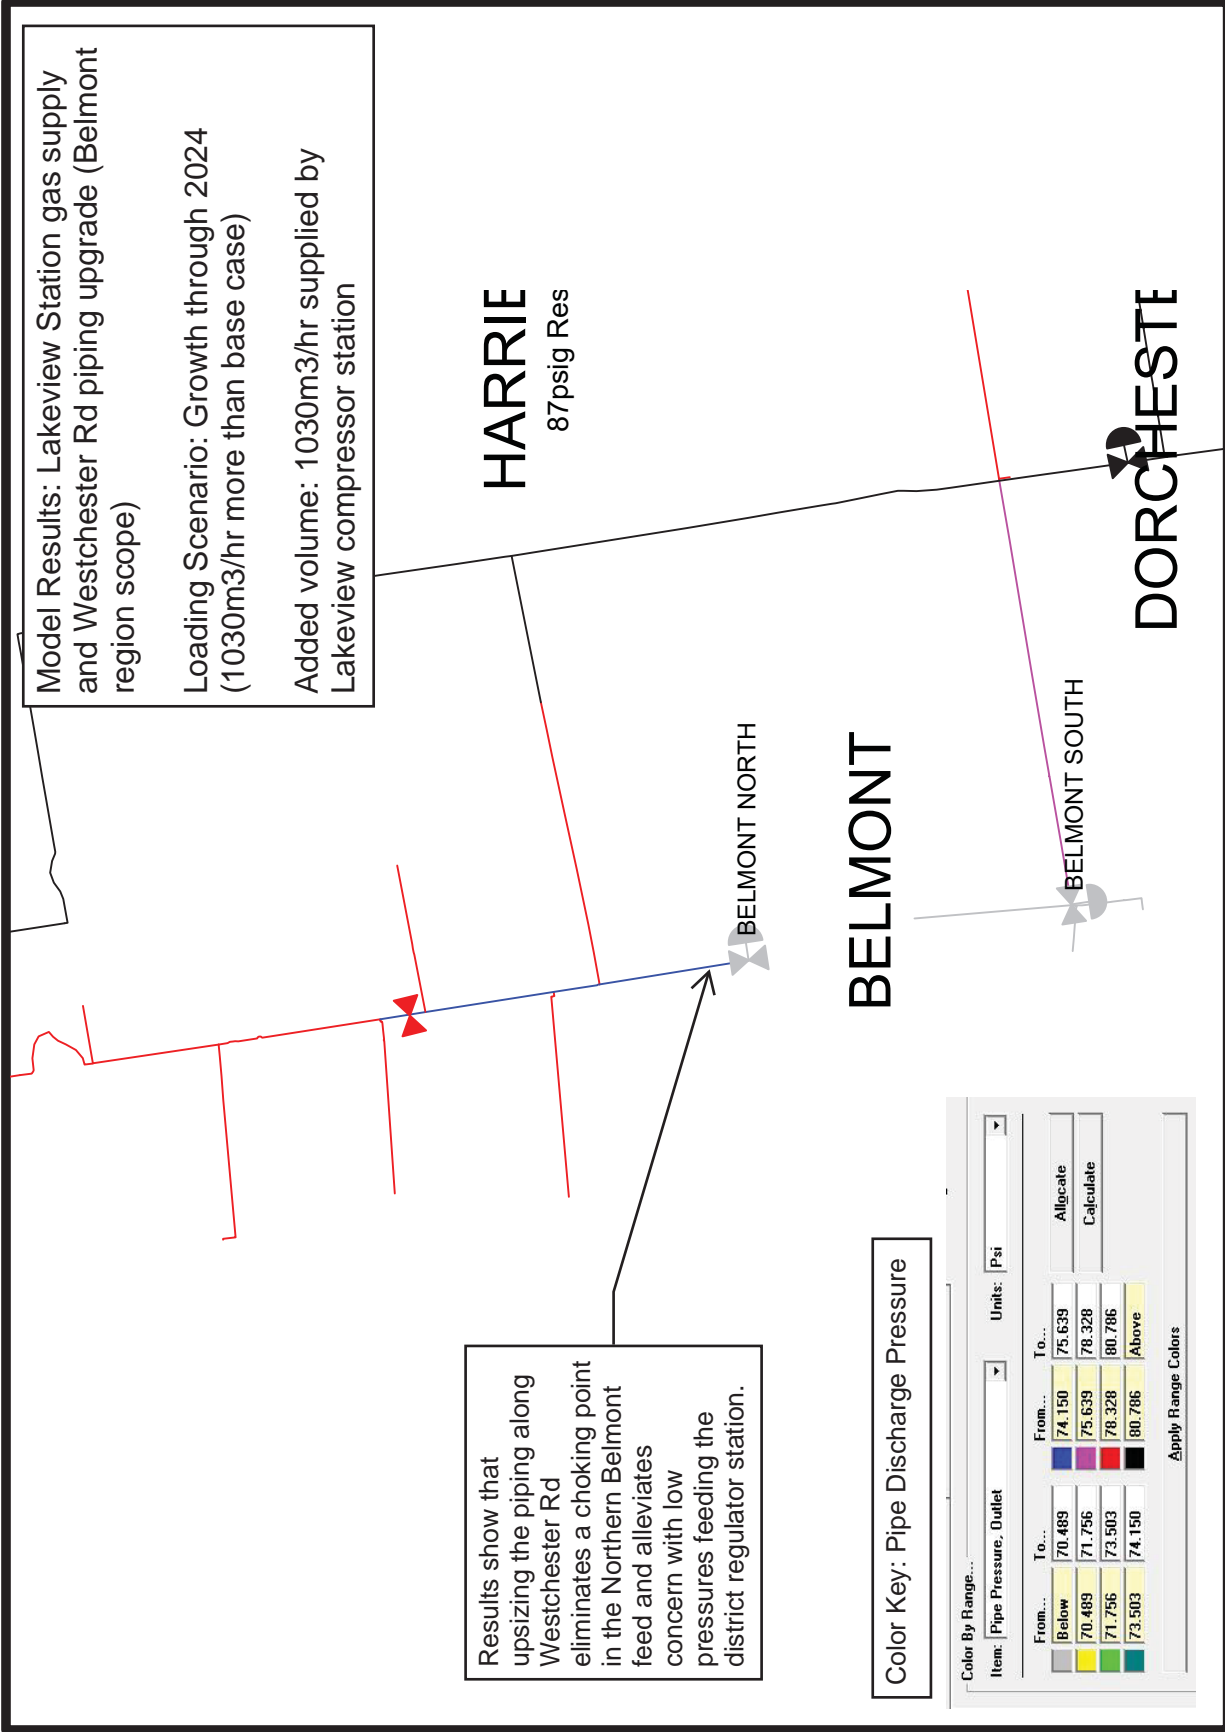 Model Results: Lakeview Station gas supply
and Westchester Rd piping upgrade (Belmont
region scope)
Loading Scenario: Growth through 2024
(1030m3/hr more than base case)
Added volume: 1030m3/hr supplied by
Lakeview compressor station
HARRIE
87psig Res
BELMONT NORTH
BELMONT
BELMONT SOUTH
DORCHESTE
Results show that
upsizing the piping along
Westchester Rd
eliminates a choking point
in the Northern Belmont
feed and alleviates
concern with low
pressures feeding the
district regulator station.
Color Key: Pipe Discharge Pressure
Color By Range...
Item: Pipe Pressure, Outlet Units: Psi
From... To... From... To...
Below 70.489 74.150 75.639 Allocate
70.489 71.756 75.639 78.328 Calculate
71.756 73.503 78.328 80.786
73.503 74.150 80.786 Above
Apply Range Colors